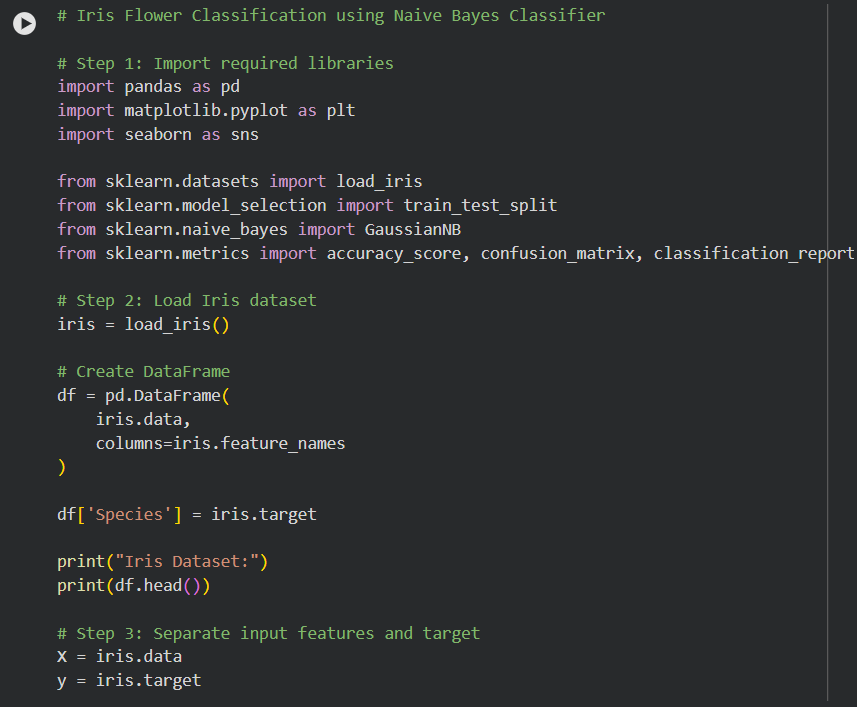 # Iris Flower Classification using Naive Bayes Classifier
# Step 1: Import required libraries
import pandas as pd
import matplotlib.pyplot as plt
import seaborn as sns
from sklearn.datasets import load_iris
from sklearn.model_selection import train_test_split
from sklearn.naive_bayes import GaussianNB
from sklearn.metrics import accuracy_score, confusion_matrix, classification_report
# Step 2: Load Iris dataset
iris = load_iris()
# Create DataFrame
df = pd.DataFrame(
    iris.data,
    columns=iris.feature_names
)
df['Species'] = iris.target
print("Iris Dataset:")
print(df.head())
# Step 3: Separate input features and target
X = iris.data
y = iris.target